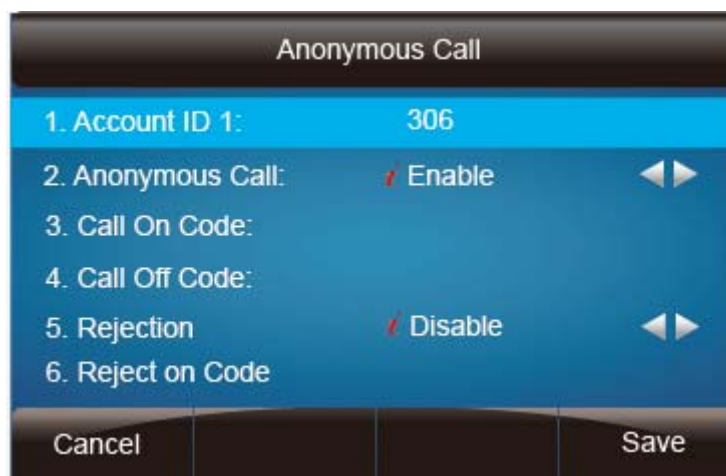 Anonymous Call
1. Account ID 1: 306
2. Anonymous Call: i Enable
3. Call On Code:
4. Call Off Code:
5. Rejection i Disable
6. Reject on Code
Cancel Save